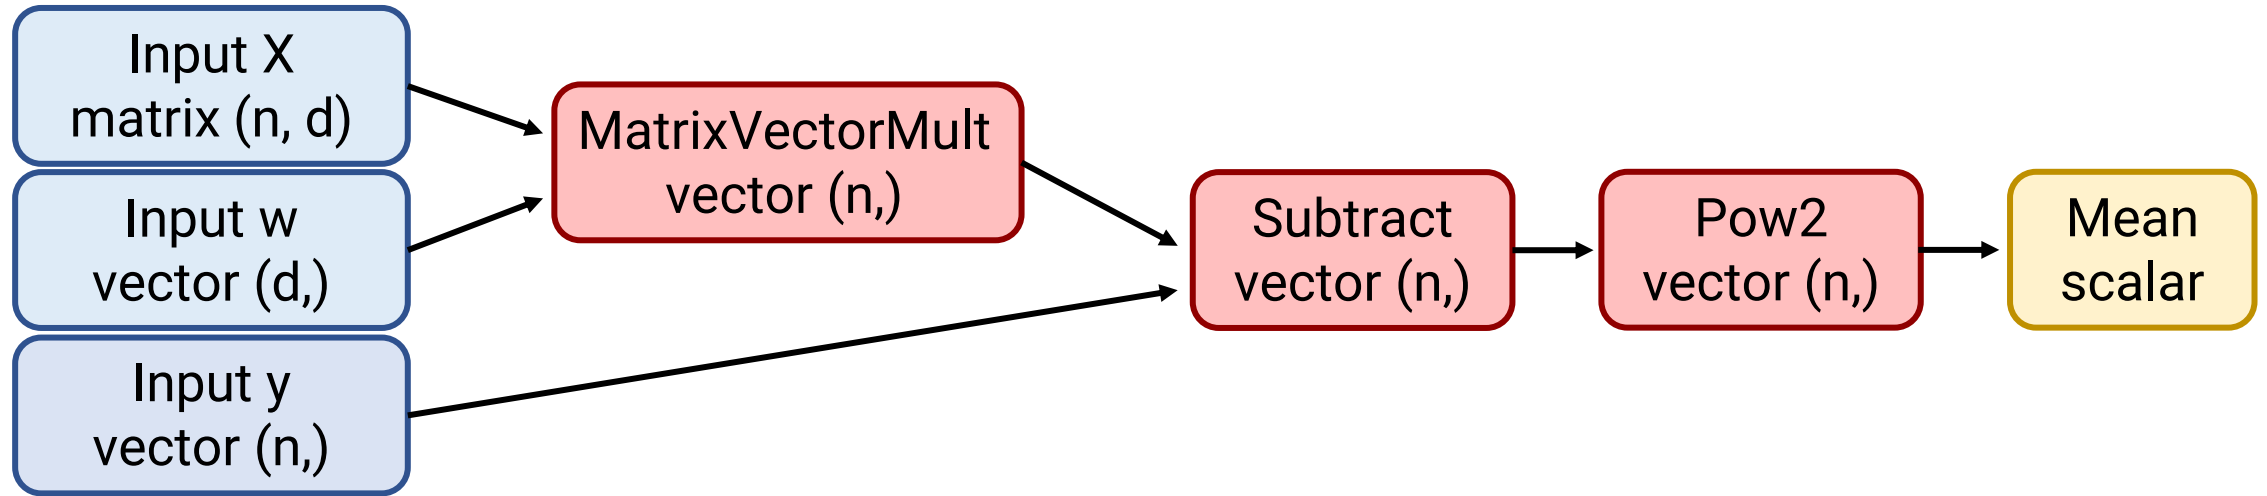 Input X
matrix (n, d)
Input w
vector (d,)
Input y
vector (n,)
MatrixVectorMult
vector (n,)
Subtract
vector (n,)
Pow2
vector (n,)
Mean
scalar